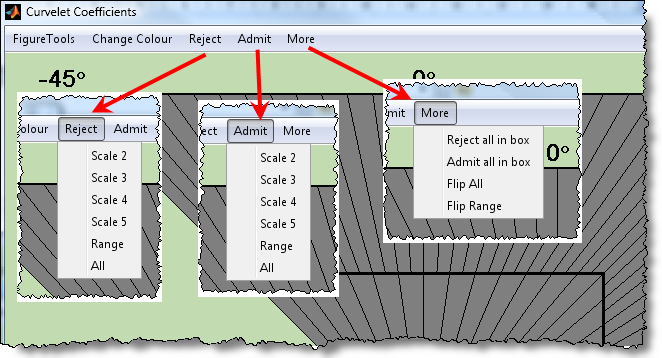 Curvelet Coefficients
FigureTools Change Colour Reject Admit More
-45° 0°
olour Reject Admit
Scale 2
Scale 3
Scale 4
Scale 5
Range
All
ect Admit More
Scale 2
Scale 3
Scale 4
Scale 5
Range
All
mit More
Reject all in box
Admit all in box
Flip All
Flip Range
0°